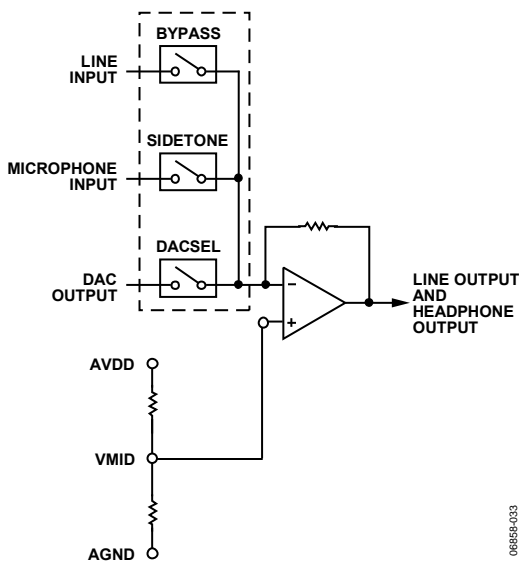 BYPASS
LINE
INPUT
SIDETONE
MICROPHONE
INPUT
DACSEL
DAC
OUTPUT
−
+
LINE OUTPUT
AND
HEADPHONE
OUTPUT
AVDD
VMID
AGND
06858-033